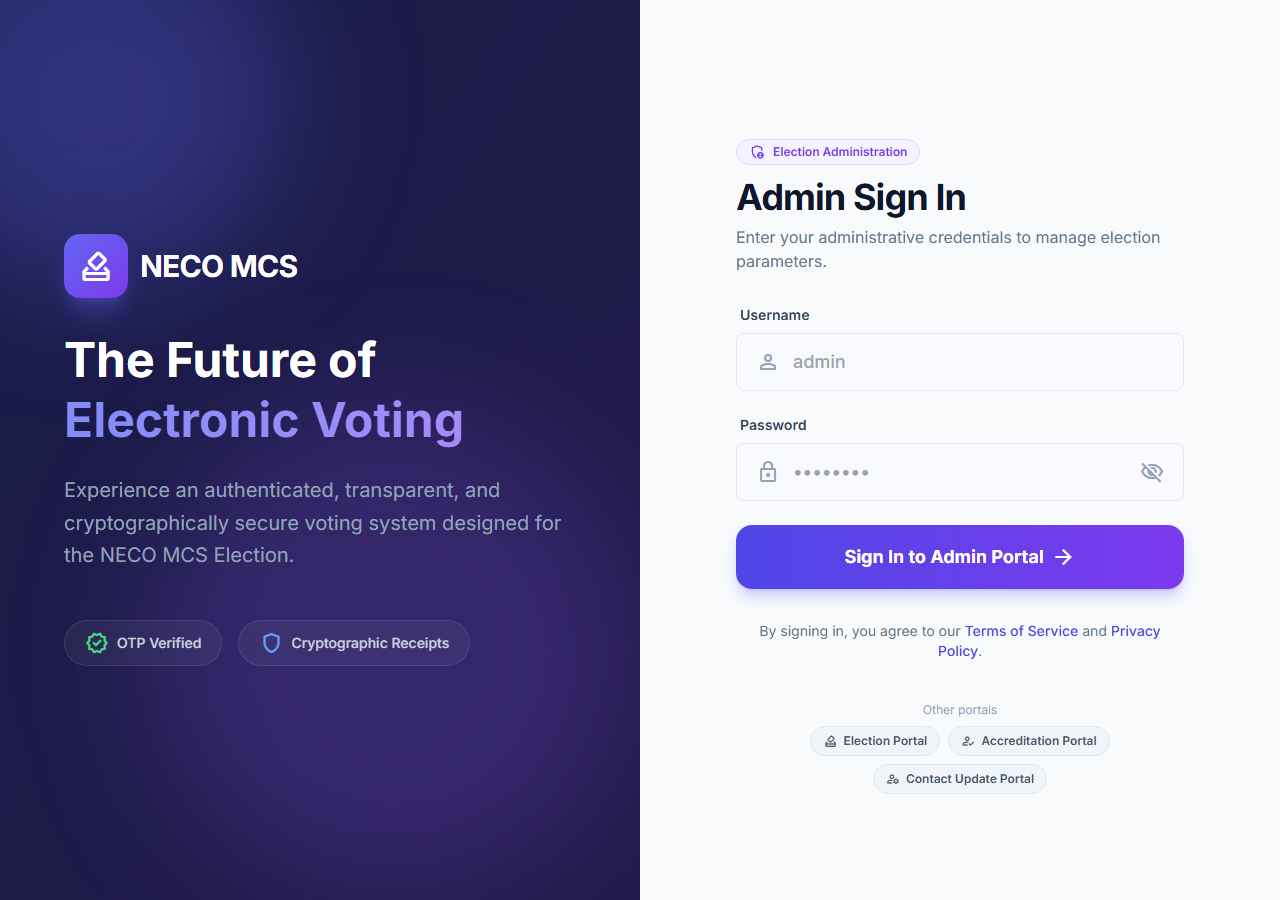 NECO MCS
The Future of
Electronic Voting
Experience an authenticated, transparent, and
cryptographically secure voting system designed for
the NECO MCS Election.
OTP Verified
Cryptographic Receipts
Election Administration
Admin Sign In
Enter your administrative credentials to manage election
parameters.
Username
admin
Password
••••••••
Sign In to Admin Portal
By signing in, you agree to our Terms of Service and Privacy
Policy.
Other portals
Election Portal
Accreditation Portal
Contact Update Portal